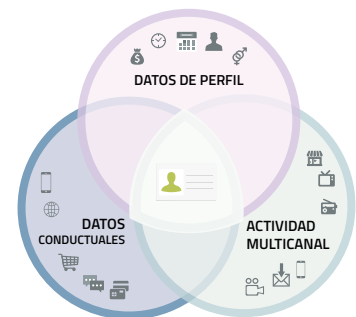 DATOS DE PERFIL
DATOS
CONDUCTUALES
ACTIVIDAD
MULTICANAL